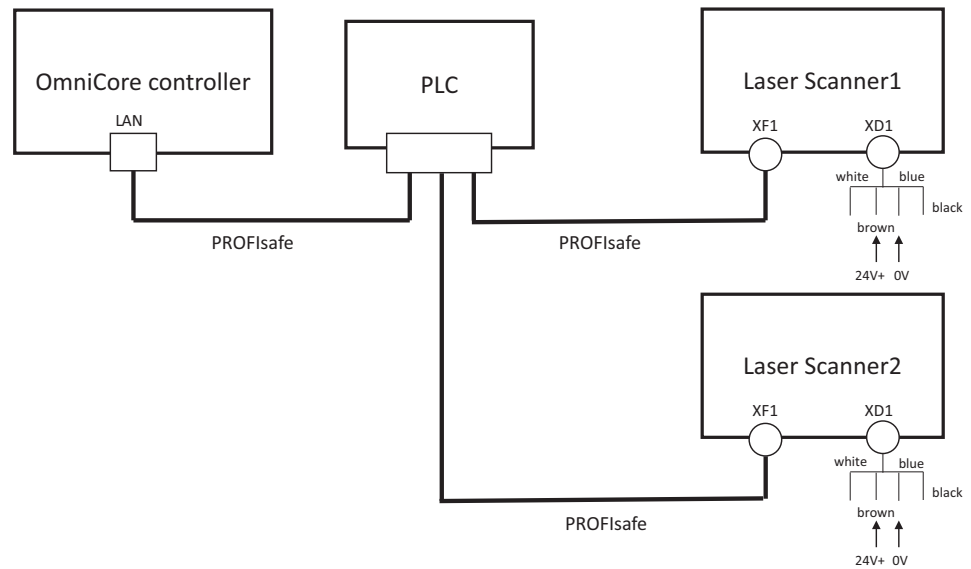 OmniCore controller
LAN
PLC
Laser Scanner1
XF1 XD1
white blue
black
brown
24V+ 0V
PROFIsafe
PROFIsafe
Laser Scanner2
XF1 XD1
white blue
black
brown
24V+ 0V
PROFIsafe